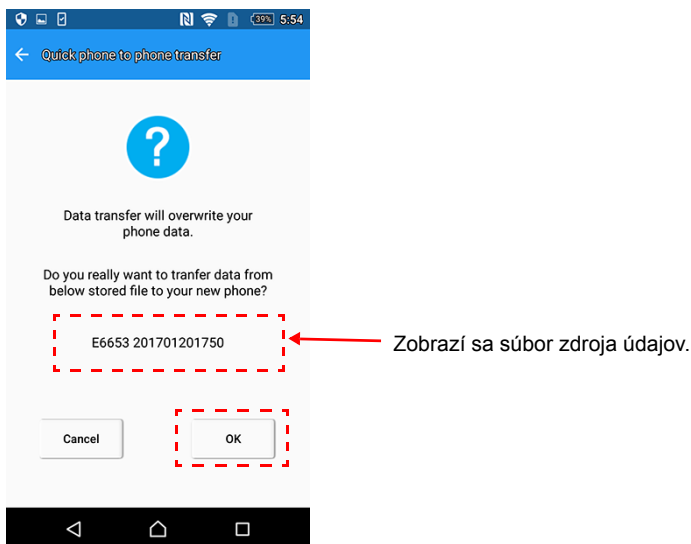 39% 5:54
Quick phone to phone transfer
?
Data transfer will overwrite your
phone data.
Do you really want to tranfer data from
below stored file to your new phone?
E6653 201701201750
Zobrazí sa súbor zdroja údajov.
Cancel OK